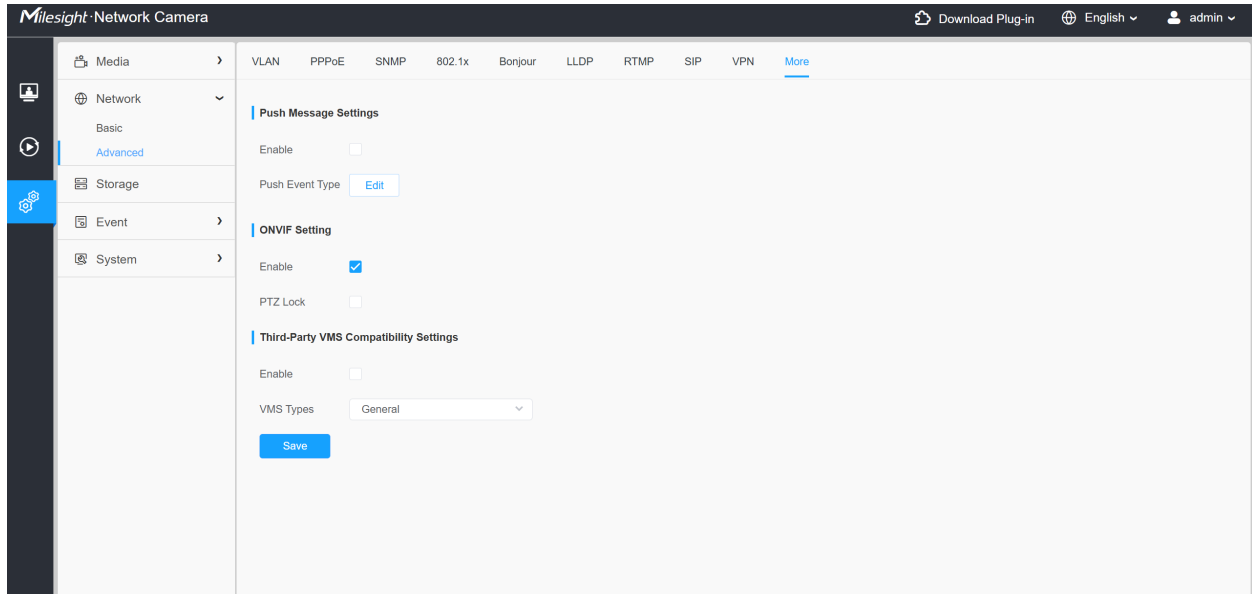 Milesight · Network Camera
Download Plug-in
English
admin
Media
Network
Basic
Advanced
Storage
Event
System
VLAN PPPoE SNMP 802.1x Bonjour LLDP RTMP SIP VPN More
Push Message Settings
Enable
Push Event Type Edit
ONVIF Setting
Enable
PTZ Lock
Third-Party VMS Compatibility Settings
Enable
VMS Types General
Save